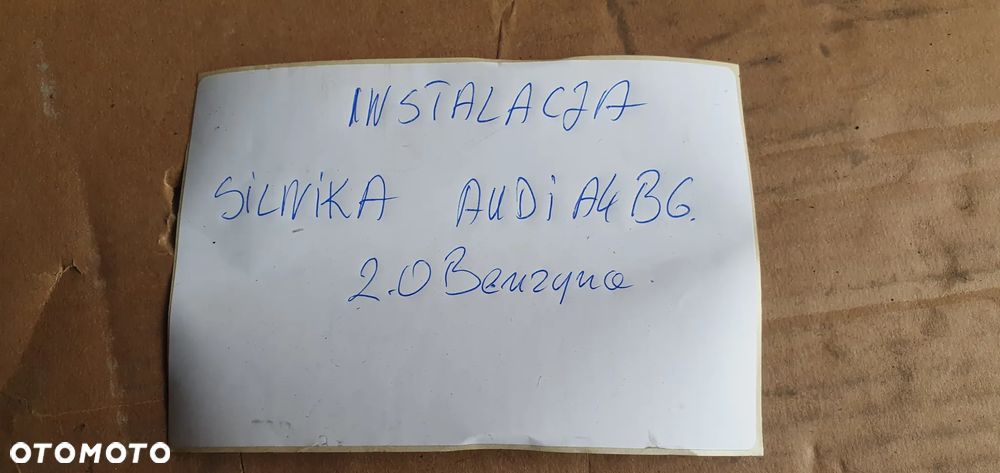 INSTALACJA
SiLNiKA AUDi A4 B6.
2.0 Benzyna
OTOMOTO